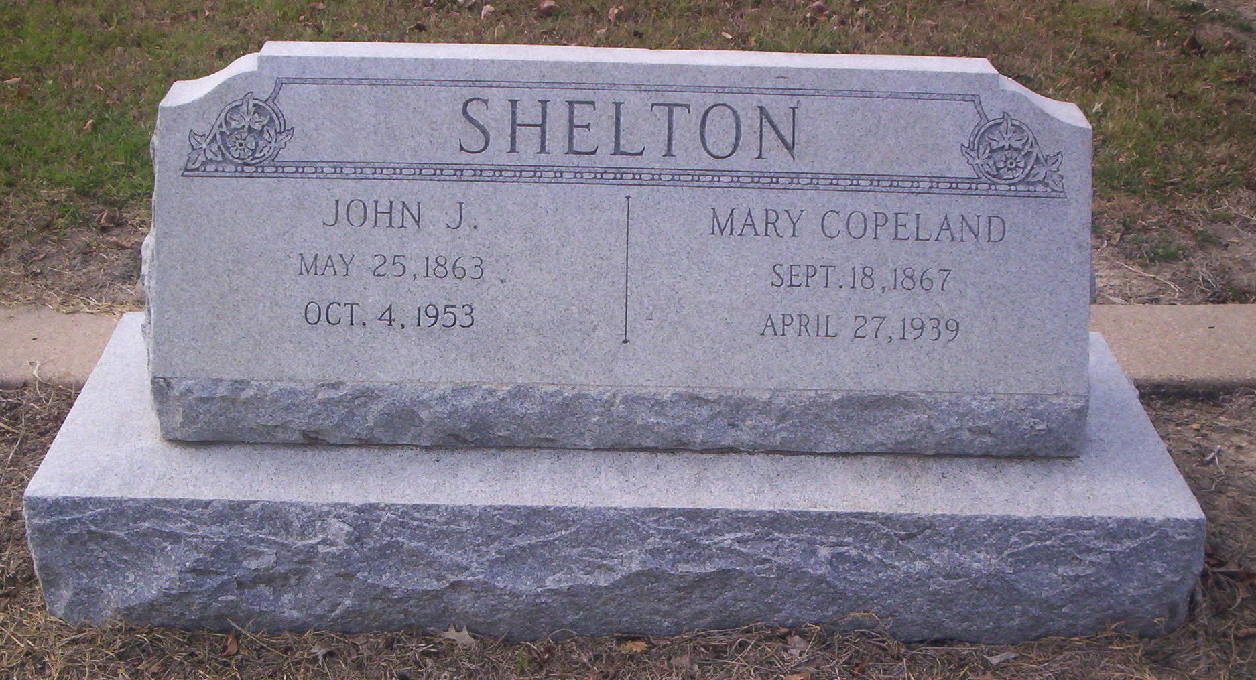 SHELTON
JOHN J.
MAY 25, 1863
OCT. 4, 1953
MARY COPELAND
SEPT. 18, 1867
APRIL 27, 1939